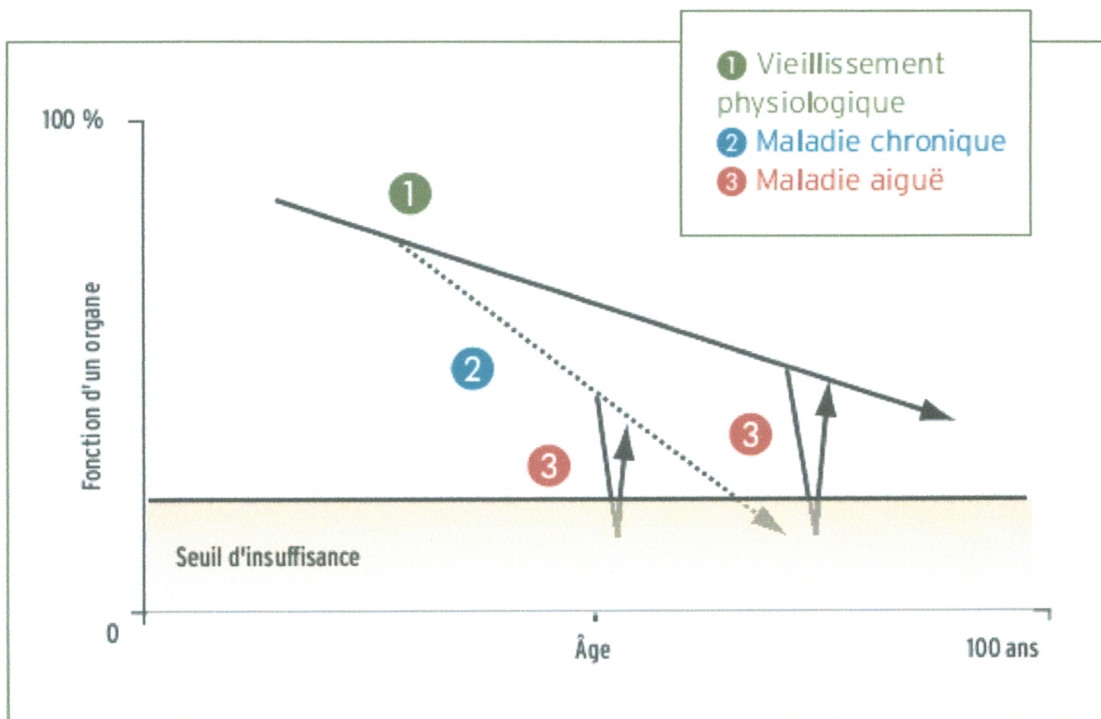 1 Vieillissement
physiologique
2 Maladie chronique
3 Maladie aiguë
100 %
Fonction d'un organe
1
2
3
3
Seuil d'insuffisance
0
Âge
100 ans